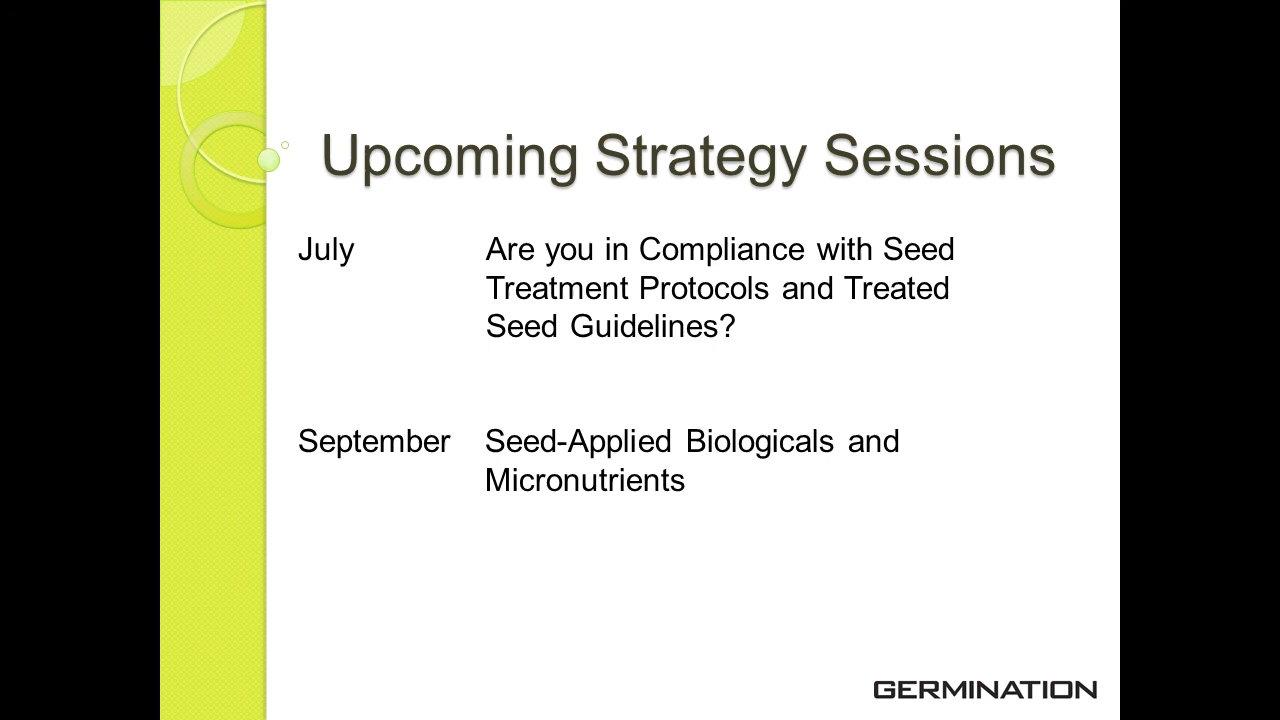 Upcoming Strategy Sessions
July Are you in Compliance with Seed
Treatment Protocols and Treated
Seed Guidelines?
September Seed-Applied Biologicals and
Micronutrients
GERMINATION